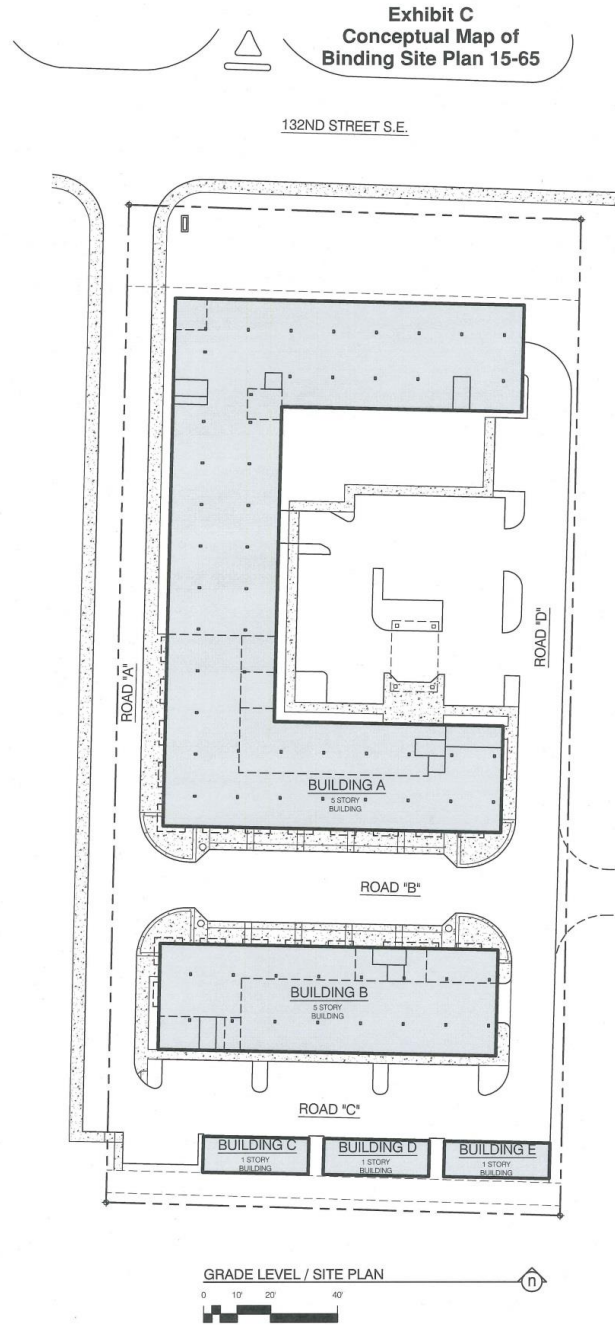 Exhibit C
Conceptual Map of
Binding Site Plan 15-65
132ND STREET S.E.
ROAD "A"
ROAD "D"
BUILDING A
5 STORY
BUILDING
ROAD "B"
BUILDING B
5 STORY
BUILDING
ROAD "C"
BUILDING C
1 STORY
BUILDING
BUILDING D
1 STORY
BUILDING
BUILDING E
1 STORY
BUILDING
GRADE LEVEL / SITE PLAN
n
0 10' 20' 40'